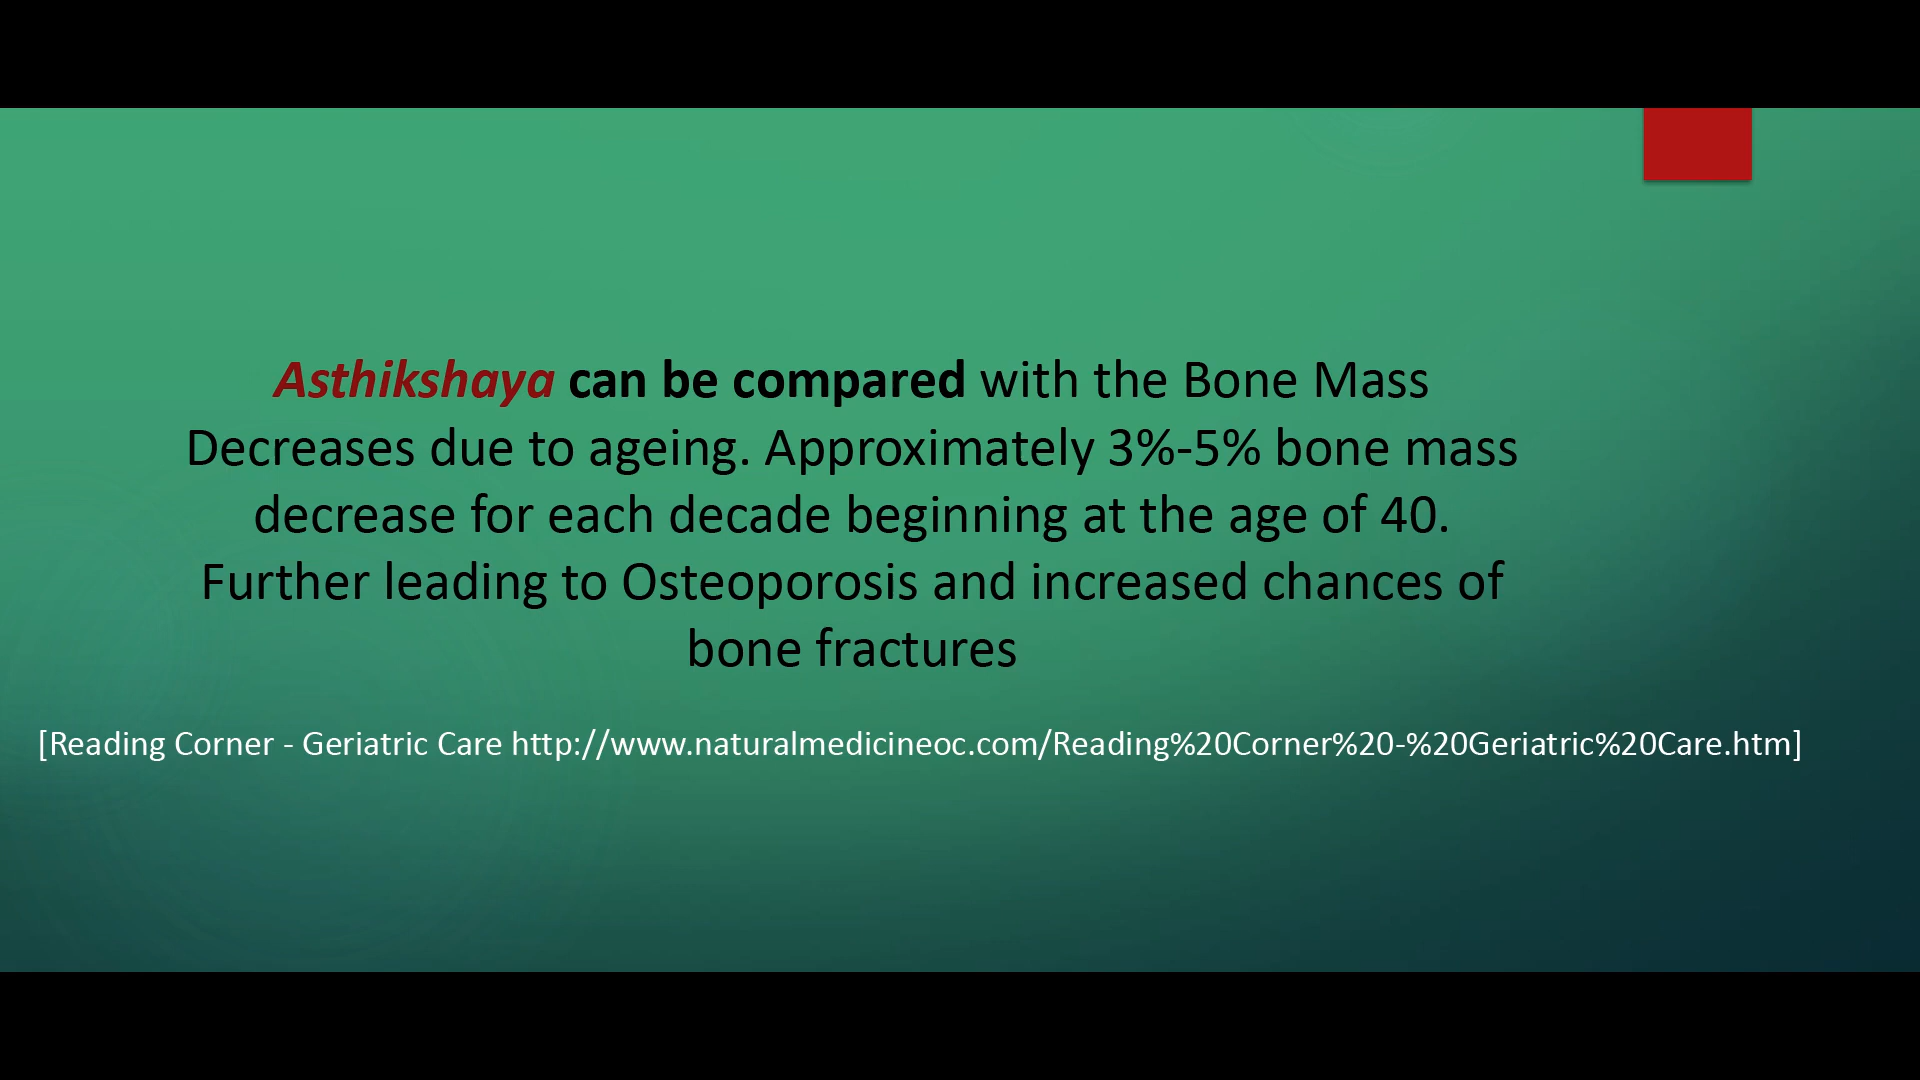 Asthikshaya can be compared with the Bone Mass
Decreases due to ageing. Approximately 3%-5% bone mass
decrease for each decade beginning at the age of 40.
Further leading to Osteoporosis and increased chances of
bone fractures
[Reading Corner - Geriatric Care http://www.naturalmedicineoc.com/Reading%20Corner%20-%20Geriatric%20Care.htm]